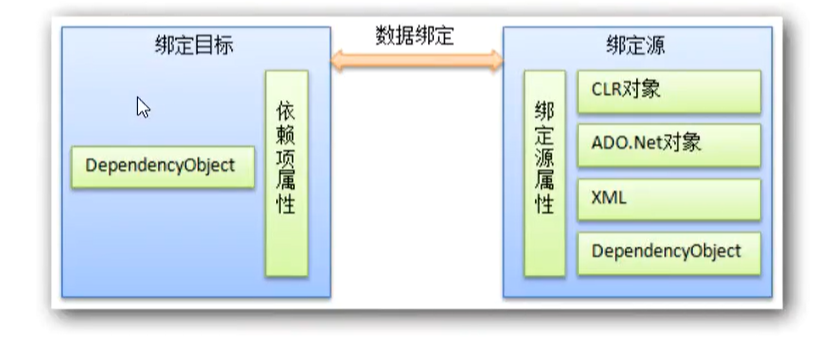 绑定目标
数据绑定
绑定源
DependencyObject
依赖项属性
绑定源属性
CLR对象
ADO.Net对象
XML
DependencyObject